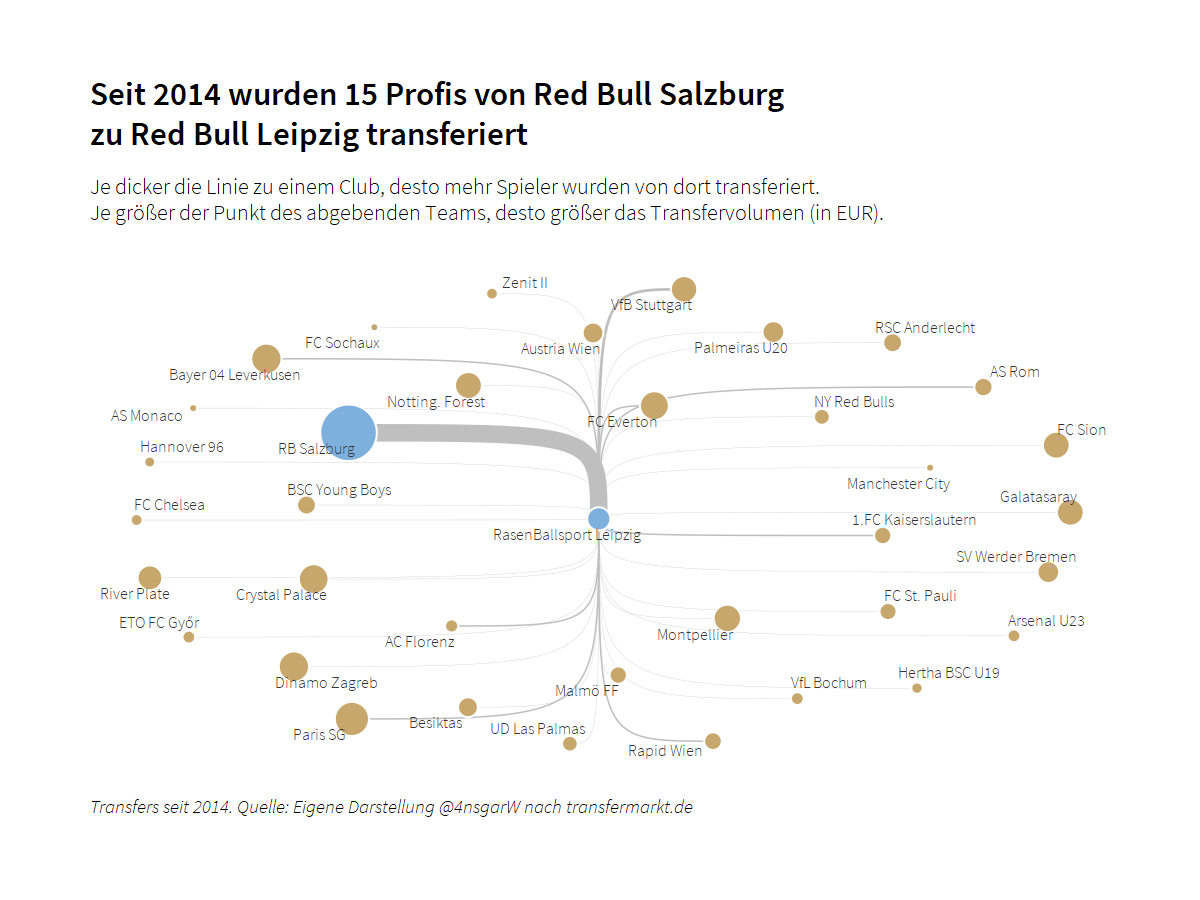 Seit 2014 wurden 15 Profis von Red Bull Salzburg
zu Red Bull Leipzig transferiert
Je dicker die Linie zu einem Club, desto mehr Spieler wurden von dort transferiert.
Je größer der Punkt des abgebenden Teams, desto größer das Transfervolumen (in EUR).
Zenit II
VfB Stuttgart
FC Sochaux
Austria Wien
Palmeiras U20
RSC Anderlecht
Bayer 04 Leverkusen
AS Rom
Notting. Forest
NY Red Bulls
AS Monaco
FC Everton
FC Sion
Hannover 96
RB Salzburg
Manchester City
BSC Young Boys
Galatasaray
FC Chelsea
1.FC Kaiserslautern
RasenBallsport Leipzig
SV Werder Bremen
River Plate
Crystal Palace
FC St. Pauli
ETO FC Győr
Arsenal U23
AC Florenz
Montpellier
Hertha BSC U19
Dinamo Zagreb
Malmö FF
VfL Bochum
Besiktas
UD Las Palmas
Paris SG
Rapid Wien
Transfers seit 2014. Quelle: Eigene Darstellung @4nsgarW nach transfermarkt.de